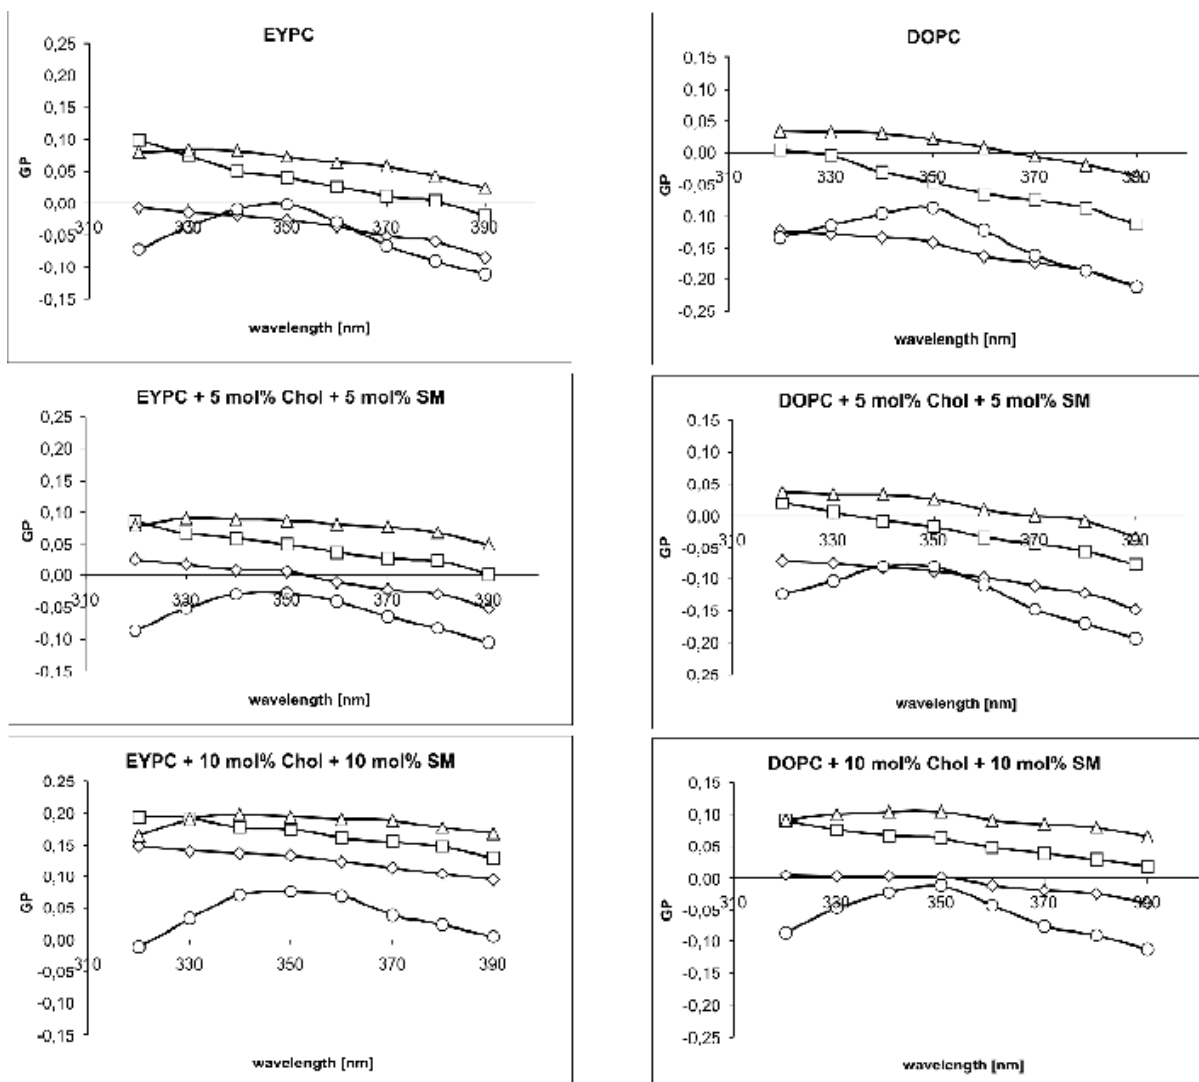 EYPC
0,25
0,20
0,15
0,10
0,05
0,00
-0,05
-0,10
-0,15
GP
310 330 350 370 390
wavelength [nm]
DOPC
0,15
0,10
0,05
0,00
-0,05
-0,10
-0,15
-0,20
-0,25
GP
310 330 350 370 390
wavelength [nm]
EYPC + 5 mol% Chol + 5 mol% SM
0,25
0,20
0,15
0,10
0,05
0,00
-0,05
-0,10
-0,15
GP
310 330 350 370 390
wavelength [nm]
DOPC + 5 mol% Chol + 5 mol% SM
0,15
0,10
0,05
0,00
-0,05
-0,10
-0,15
-0,20
-0,25
GP
310 330 350 370 390
wavelength [nm]
EYPC + 10 mol% Chol + 10 mol% SM
0,25
0,20
0,15
0,10
0,05
0,00
-0,05
-0,10
-0,15
GP
310 330 350 370 390
wavelength [nm]
DOPC + 10 mol% Chol + 10 mol% SM
0,15
0,10
0,05
0,00
-0,05
-0,10
-0,15
-0,20
-0,25
GP
310 330 350 370 390
wavelength [nm]